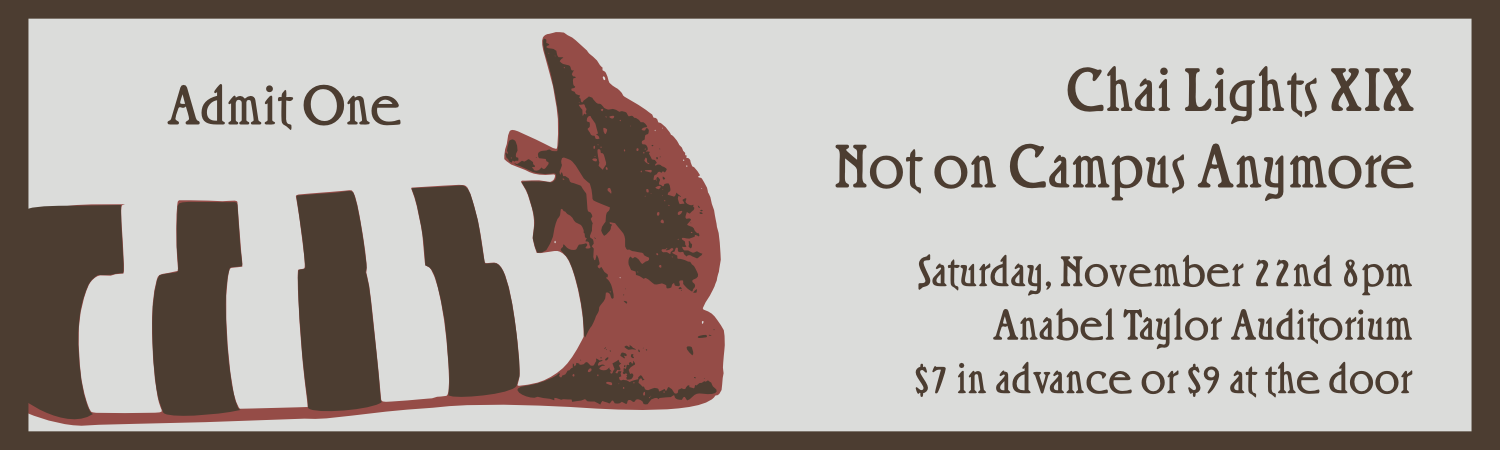 Admit One
Chai Lights XIX
Not on Campus Anymore
Saturday, November 22nd 8pm
Anabel Taylor Auditorium
$7 in advance or $9 at the door